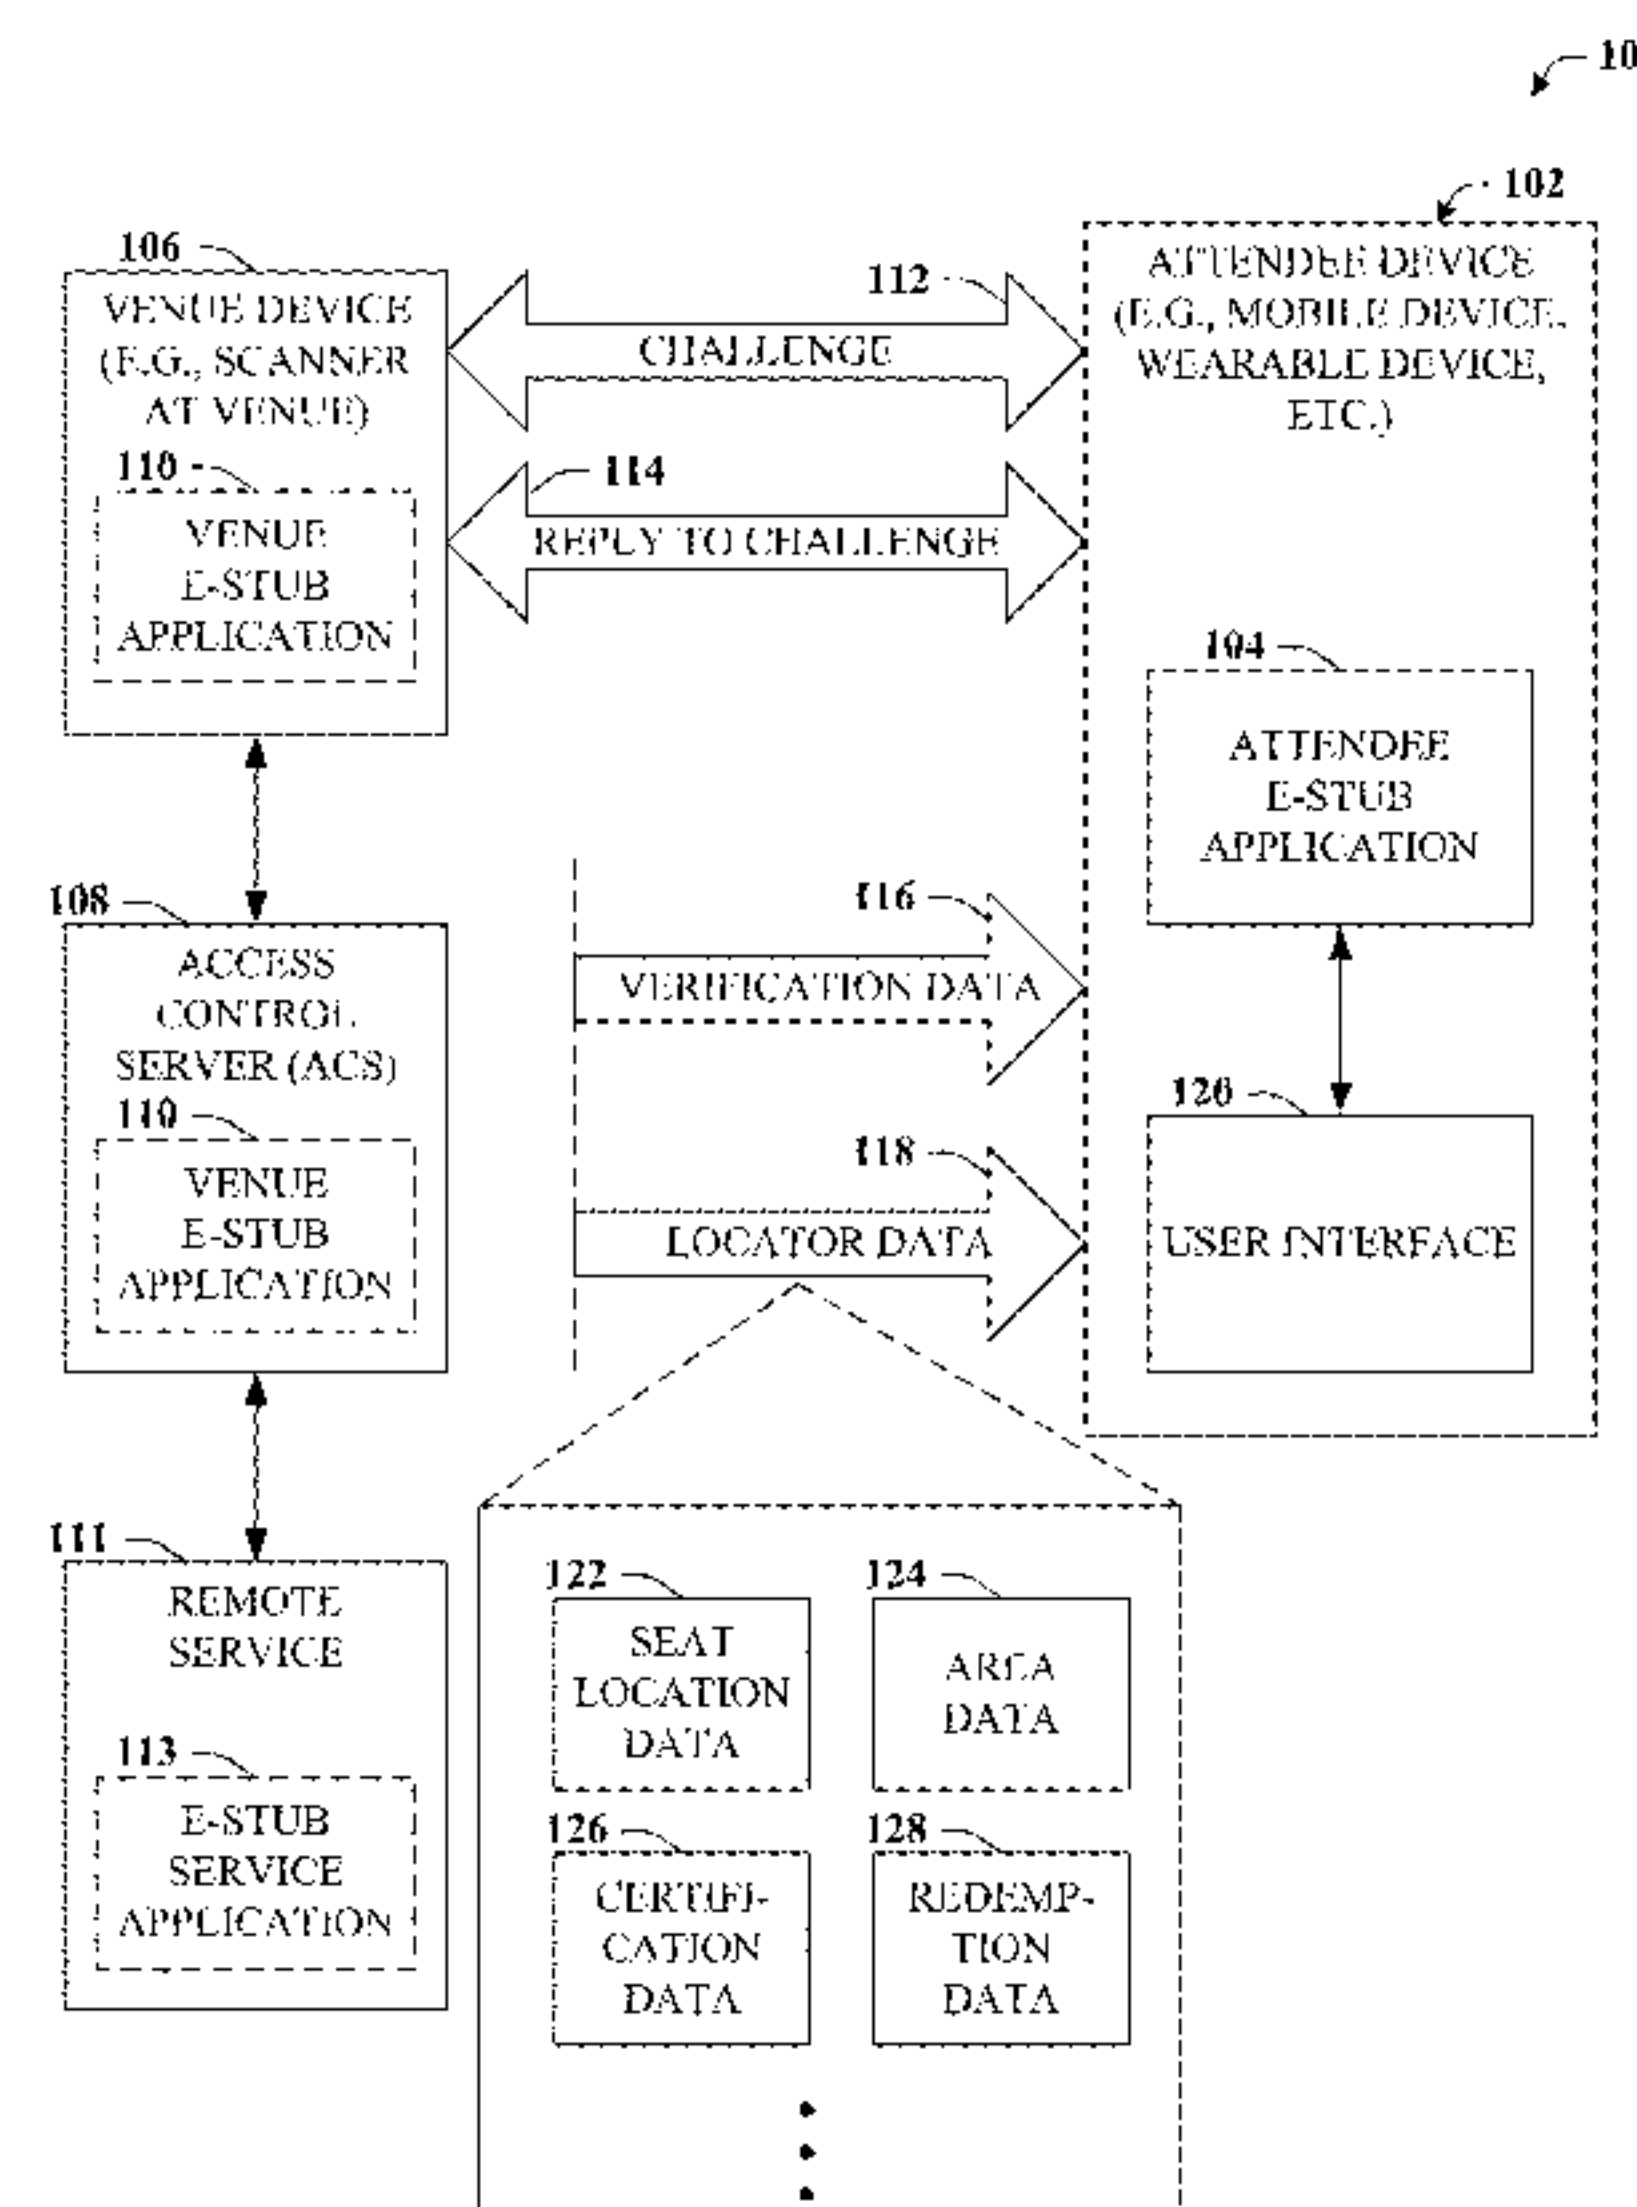 10
102
106
VENUE DEVICE
(E.G., SCANNER
AT VENUE)
110
VENUE
E-STUB
APPLICATION
112
CHALLENGE
114
REPLY TO CHALLENGE
ATTENDEE DEVICE
(E.G., MOBILE DEVICE,
WEARABLE DEVICE,
ETC.)
104
ATTENDEE
E-STUB
APPLICATION
108
ACCESS
CONTROL
SERVER (ACS)
110
VENUE
E-STUB
APPLICATION
116
VERIFICATION DATA
118
LOCATOR DATA
120
USER INTERFACE
111
REMOTE
SERVICE
113
E-STUB
SERVICE
APPLICATION
122
SEAT
LOCATION
DATA
124
AREA
DATA
126
CERTIFI-
CATION
DATA
128
REDEMP-
TION
DATA